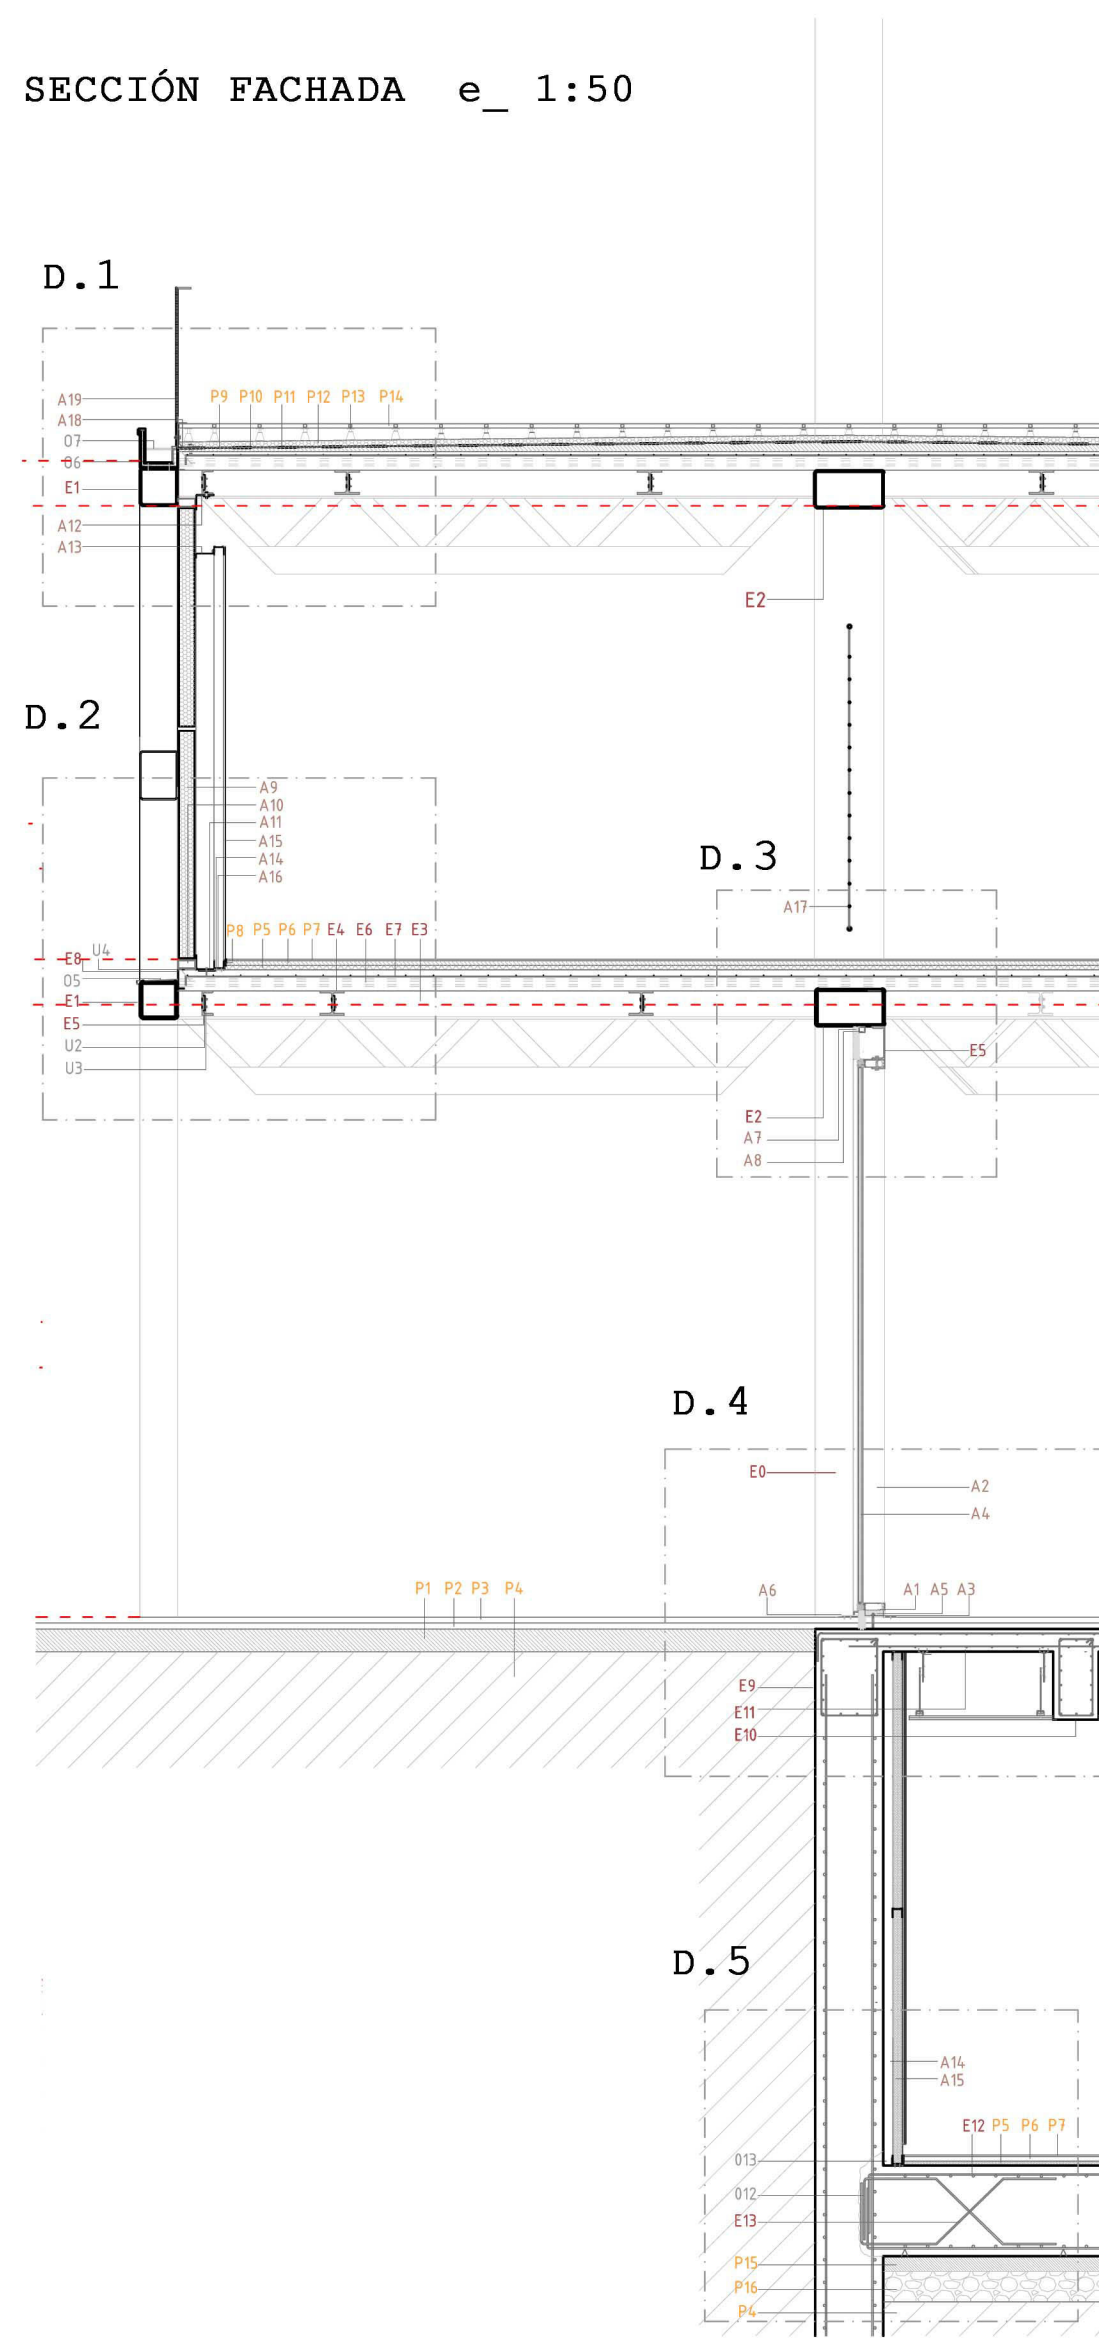 SECCIÓN FACHADA e_ 1:50
D.1
A19
A18
07
06
E1
A12
A13
P9 P10 P11 P12 P13 P14
E2
D.2
A9
A10
A11
A15
A14
A16
D.3
A17
U4
E8
05
E1
E5
U2
U3
P8 P5 P6 P7 E4 E6 E7 E3
E5
E2
A7
A8
D.4
E0
A2
A4
P1 P2 P3 P4
A6
A1 A5 A3
E9
E11
E10
D.5
A14
A15
E12 P5 P6 P7
013
012
E13
P15
P16
P4